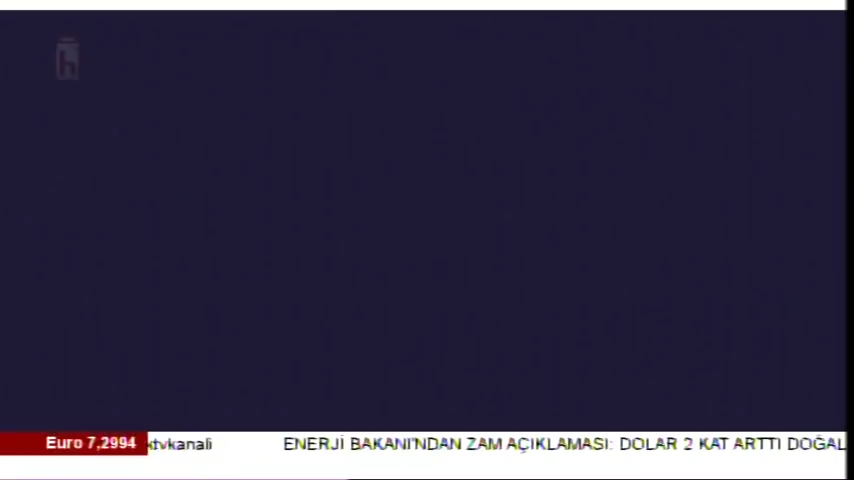 h
Euro 7,2994
tvkanali ENERJİ BAKANI'NDAN ZAM AÇIKLAMASI: DOLAR 2 KAT ARTTI DOĞAL